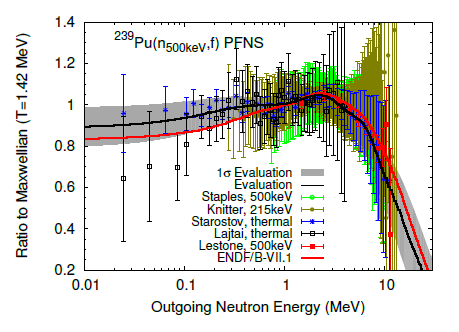 1.4
1.2
1
0.8
0.6
0.4
0.2
Ratio to Maxwellian (T=1.42 MeV)
²³⁹Pu(n₅₀₀ₖₑᵥ,f) PFNS
1σ Evaluation
Evaluation
Staples, 500keV
Knitter, 215keV
Starostov, thermal
Lajtai, thermal
Lestone, 500keV
ENDF/B-VII.1
0.01 0.1 1 10
Outgoing Neutron Energy (MeV)